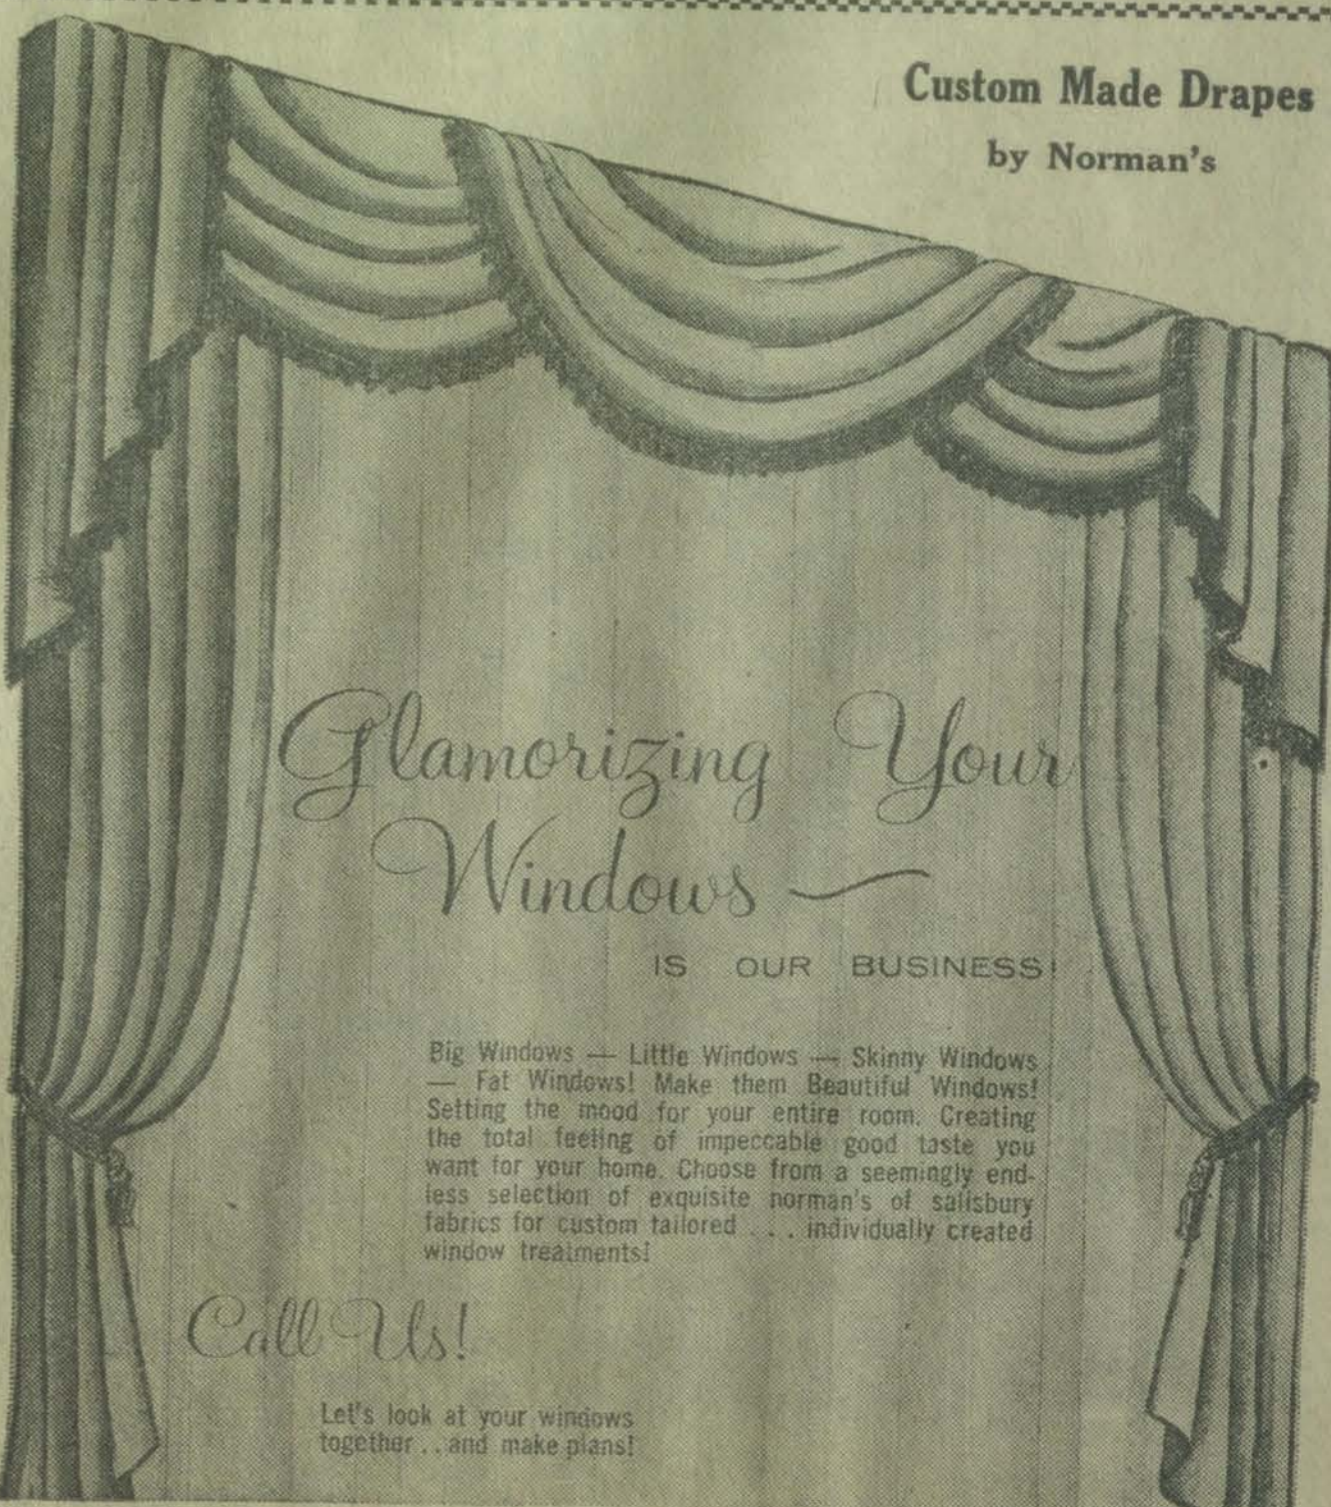 Custom Made Drapes
by Norman's
Glamorizing Your
Windows —
IS OUR BUSINESS!
Big Windows — Little Windows — Skinny Windows
— Fat Windows! Make them Beautiful Windows!
Setting the mood for your entire room. Creating
the total feeling of impeccable good taste you
want for your home. Choose from a seemingly end-
less selection of exquisite norman's of salisbury
fabrics for custom tailored . . . individually created
window treatments!
Call Us!
Let's look at your windows
together . . and make plans!